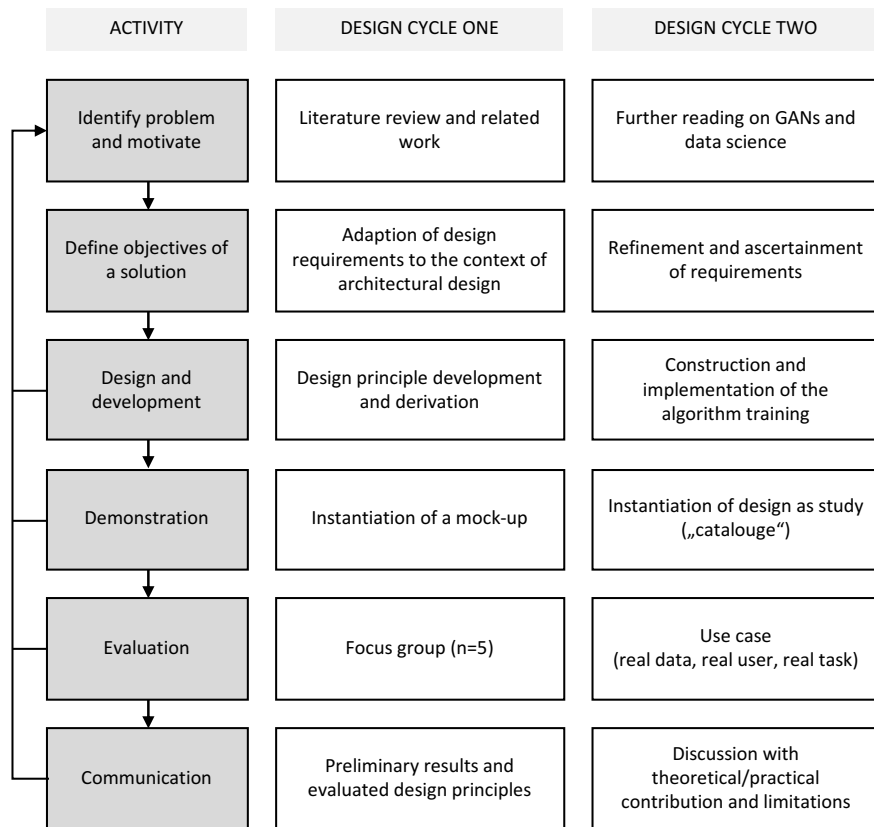 ACTIVITY
DESIGN CYCLE ONE
DESIGN CYCLE TWO
Identify problem
and motivate
Literature review and related
work
Further reading on GANs and
data science
Define objectives of
a solution
Adaption of design
requirements to the context of
architectural design
Refinement and ascertainment
of requirements
Design and
development
Design principle development
and derivation
Construction and
implementation of the
algorithm training
Demonstration
Instantiation of a mock-up
Instantiation of design as study
(„catalouge“)
Evaluation
Focus group (n=5)
Use case
(real data, real user, real task)
Communication
Preliminary results and
evaluated design principles
Discussion with
theoretical/practical
contribution and limitations